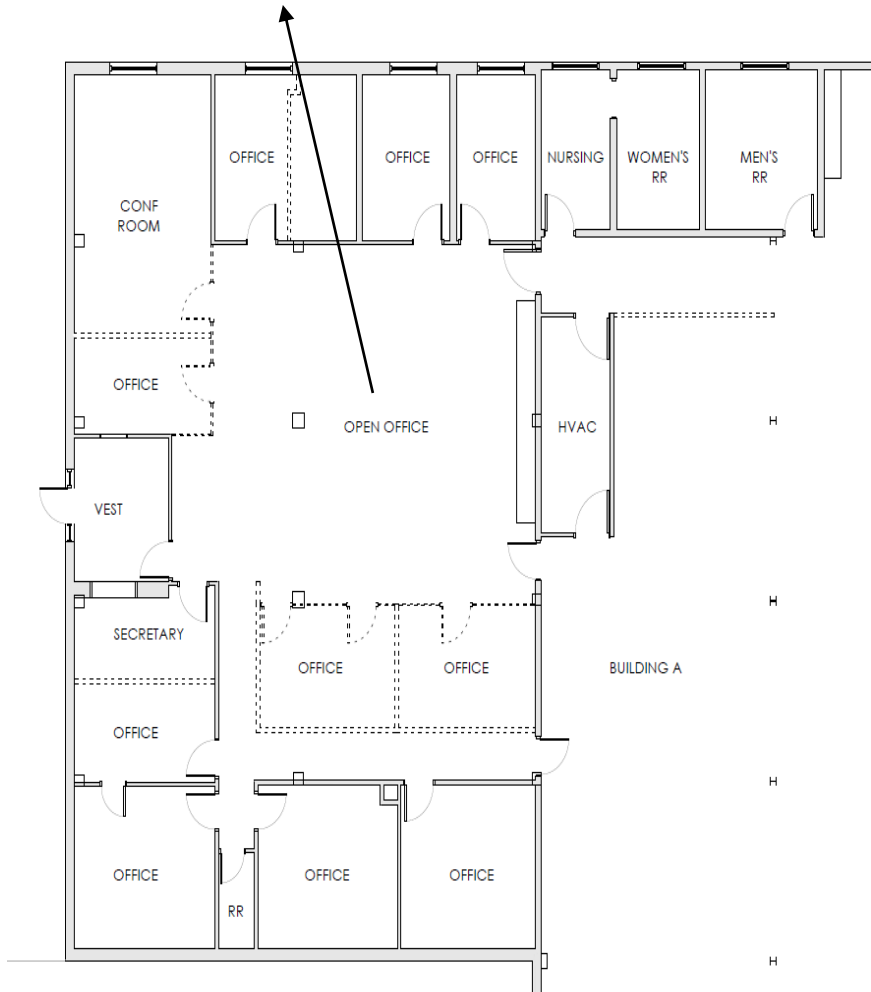 OFFICE
OFFICE
OFFICE
NURSING
WOMEN'S
RR
MEN'S
RR
CONF
ROOM
OFFICE
OPEN OFFICE
HVAC
VEST
SECRETARY
OFFICE
OFFICE
BUILDING A
OFFICE
OFFICE
OFFICE
OFFICE
RR